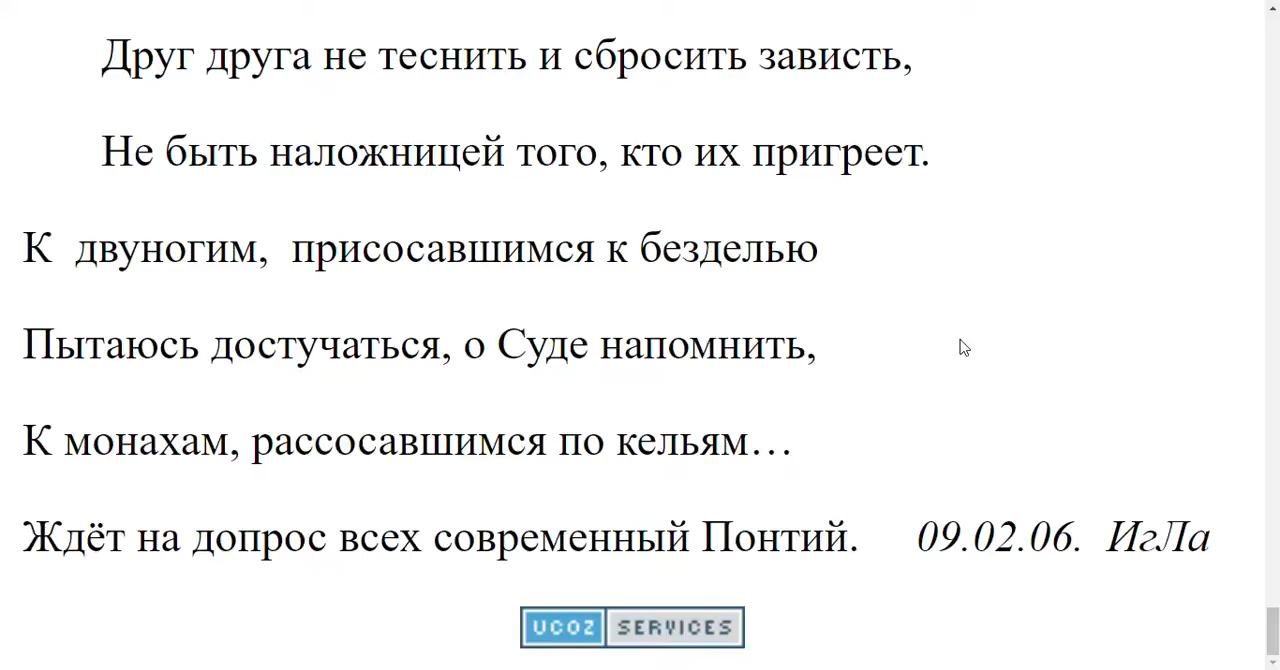 Друг друга не теснить и сбросить зависть,
Не быть наложницей того, кто их пригреет.
К двуногим, присосавшимся к безделью
Пытаюсь достучаться, о Суде напомнить,
К монахам, рассосавшимся по кельям…
Ждёт на допрос всех современный Понтий. 09.02.06. ИгЛа
UCOZ SERVICES